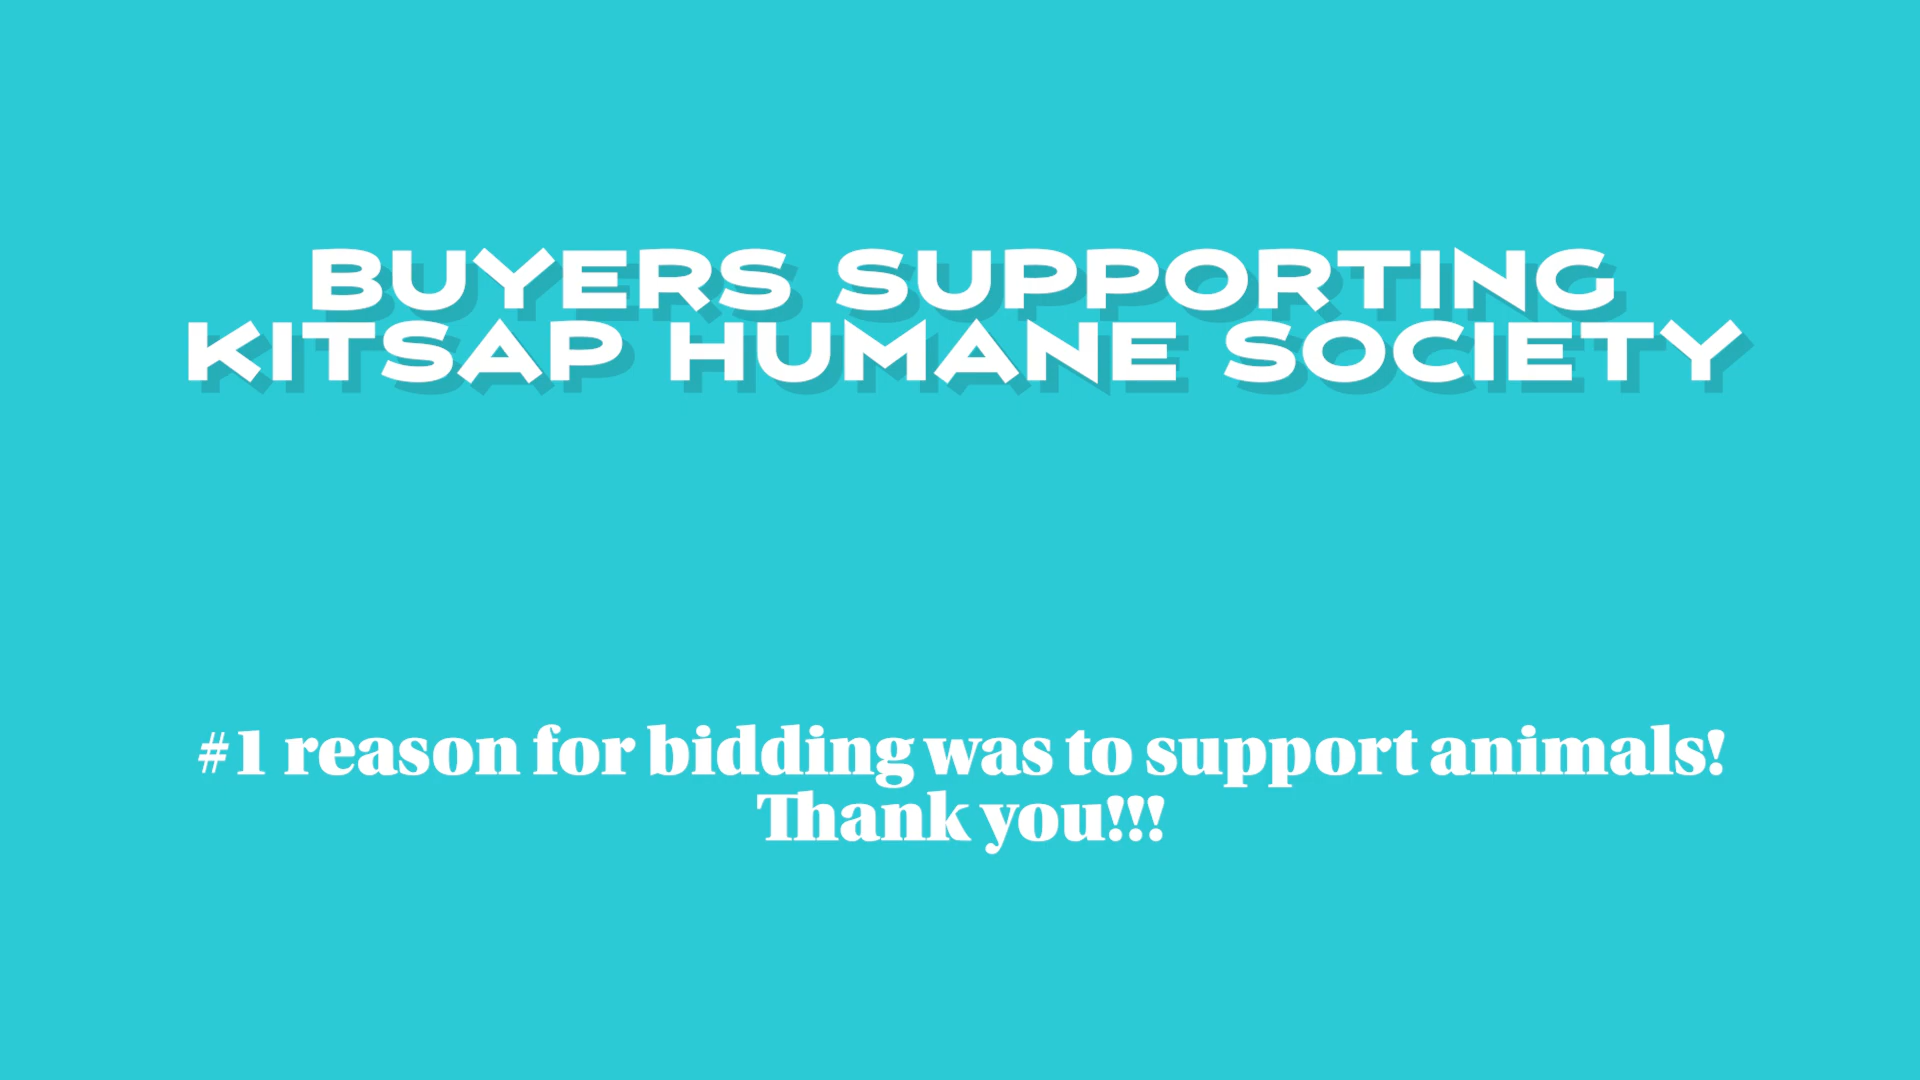 BUYERS SUPPORTING
KITSAP HUMANE SOCIETY
#1 reason for bidding was to support animals!
Thank you!!!